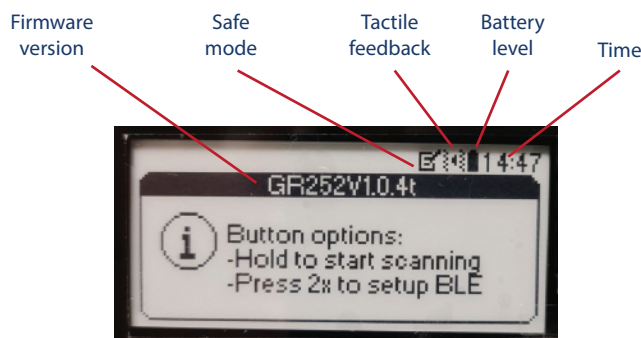 Firmware version
Safe mode
Tactile feedback
Battery level
Time
14:47
GR252V1.0.4t
Button options:
-Hold to start scanning
-Press 2x to setup BLE